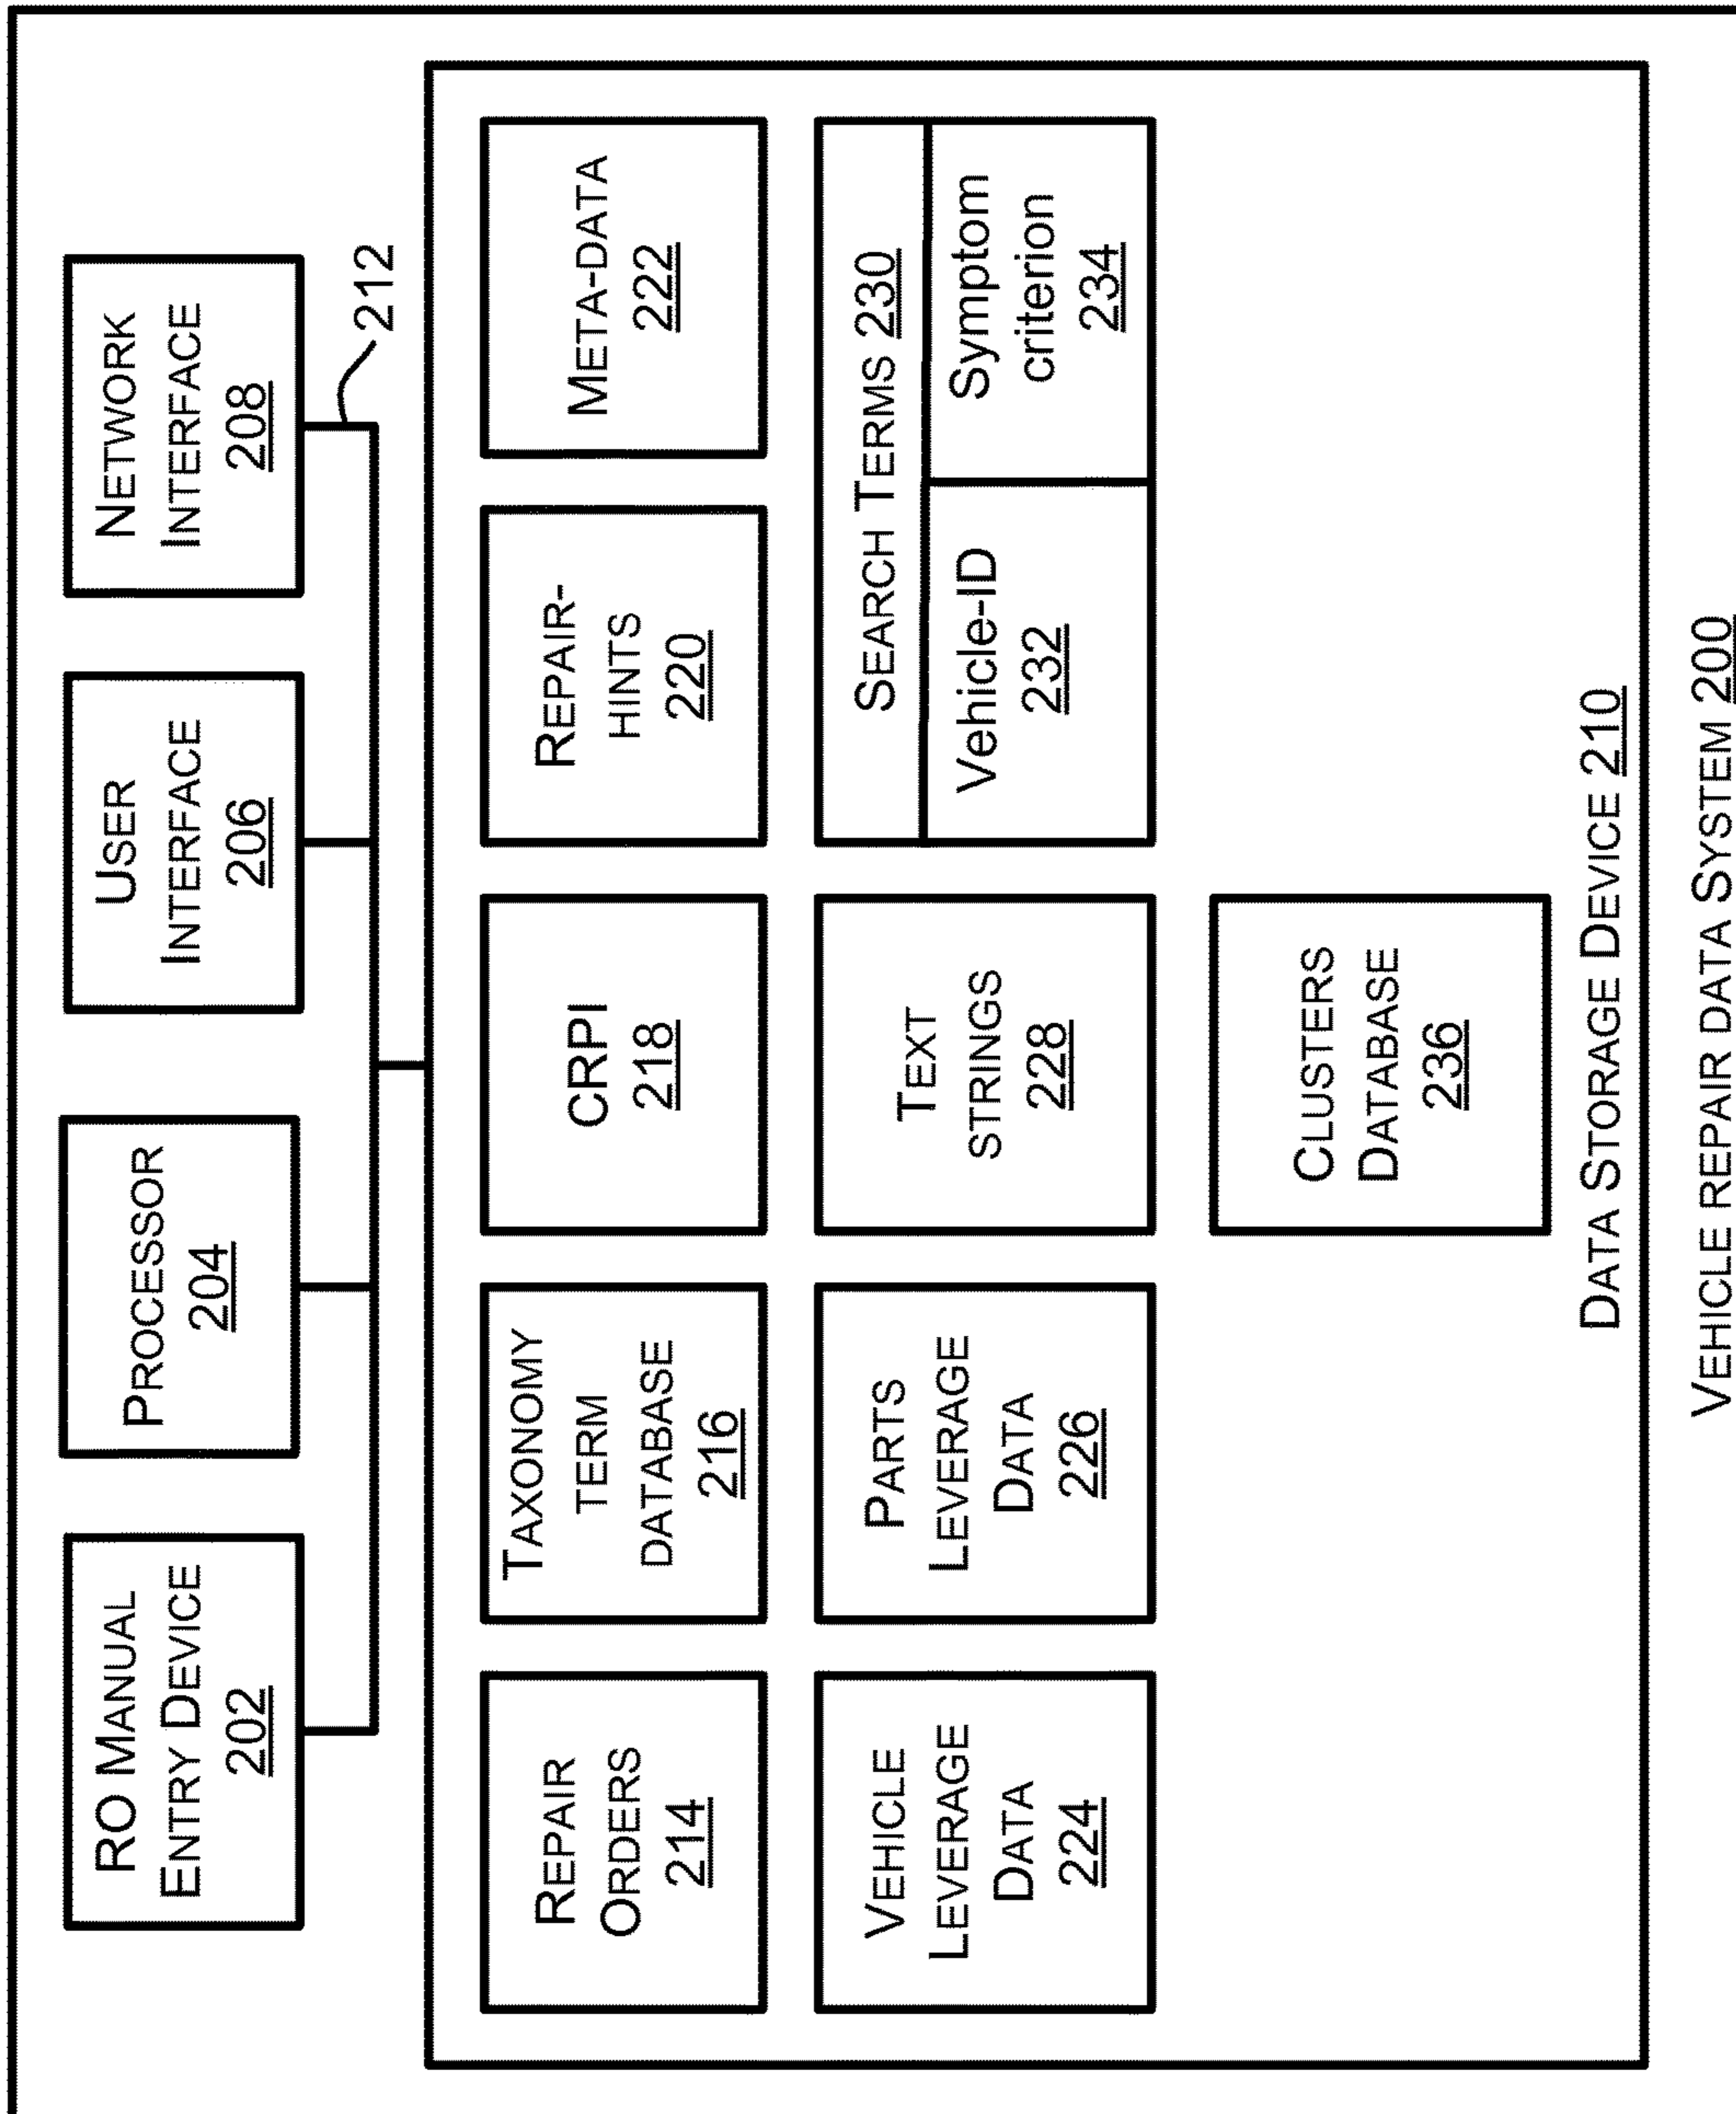 RO MANUAL
ENTRY DEVICE
202
PROCESSOR
204
USER
INTERFACE
206
NETWORK
INTERFACE
208
212
REPAIR
ORDERS
214
TAXONOMY
TERM
DATABASE
216
CRPI
218
REPAIR-
HINTS
220
META-DATA
222
VEHICLE
LEVERAGE
DATA
224
PARTS
LEVERAGE
DATA
226
TEXT
STRINGS
228
SEARCH TERMS 230
Vehicle-ID
232
Symptom
criterion
234
CLUSTERS
DATABASE
236
DATA STORAGE DEVICE 210
VEHICLE REPAIR DATA SYSTEM 200